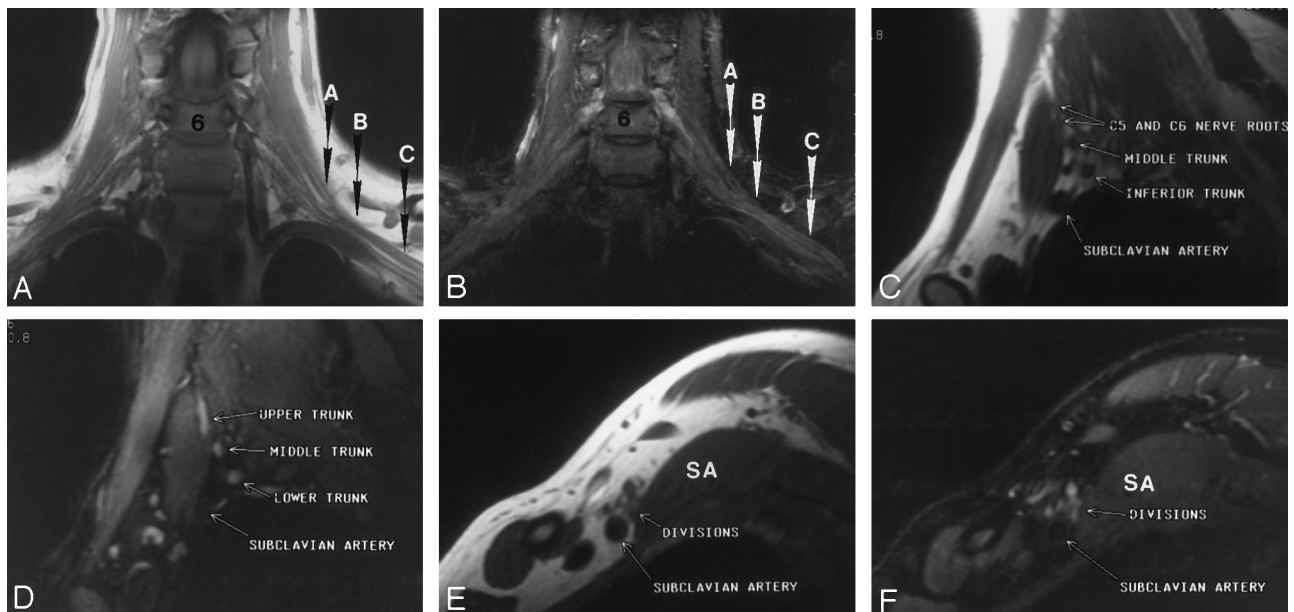 A
B
C
6
A
A
B
C
6
B
.8
C5 AND C6 NERVE ROOTS
MIDDLE TRUNK
INFERIOR TRUNK
SUBCLAVIAN ARTERY
C
0.8
UPPER TRUNK
MIDDLE TRUNK
LOWER TRUNK
SUBCLAVIAN ARTERY
D
SA
DIVISIONS
SUBCLAVIAN ARTERY
E
SA
DIVISIONS
SUBCLAVIAN ARTERY
F